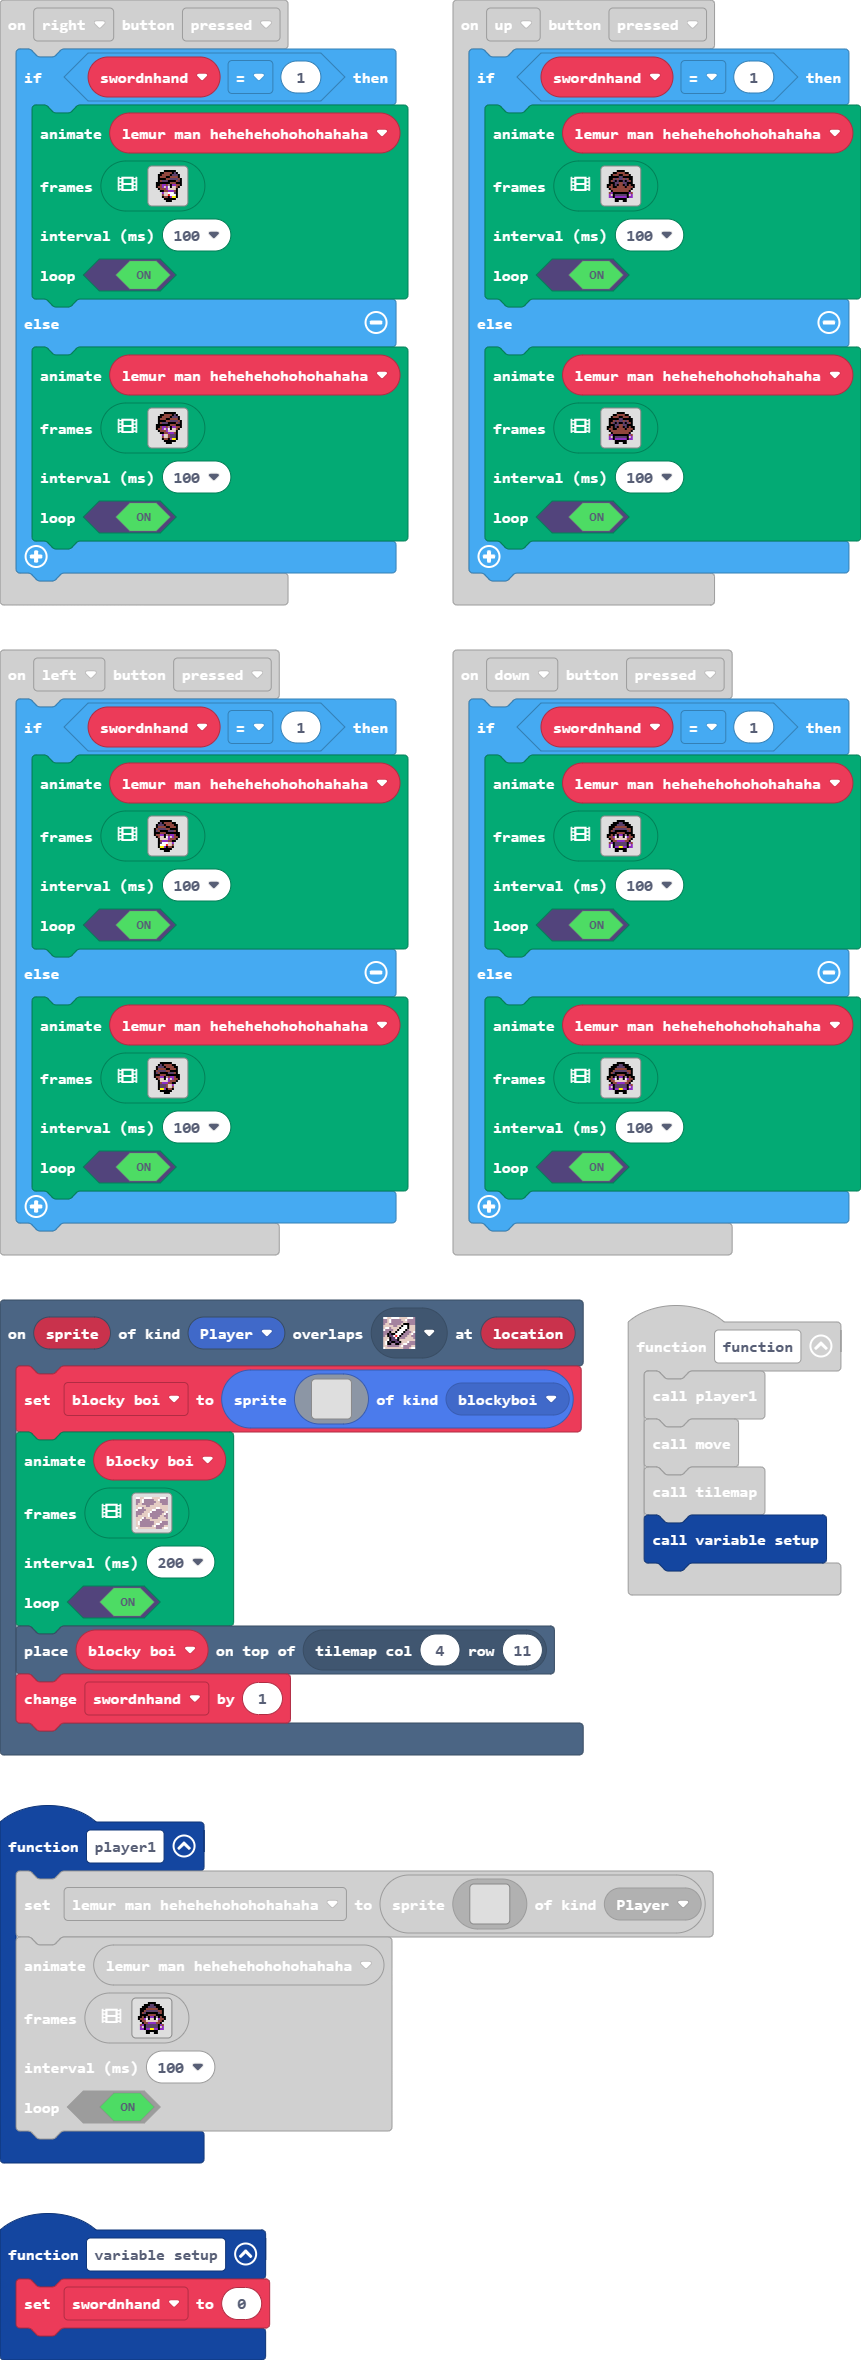 on right button pressed
if swordnhand = 1 then
animate lemur man hehehehohohohahaha
frames
interval (ms) 100
loop ON
else
animate lemur man hehehehohohohahaha
frames
interval (ms) 100
loop ON
on up button pressed
if swordnhand = 1 then
animate lemur man hehehehohohohahaha
frames
interval (ms) 100
loop ON
else
animate lemur man hehehehohohohahaha
frames
interval (ms) 100
loop ON
on left button pressed
if swordnhand = 1 then
animate lemur man hehehehohohohahaha
frames
interval (ms) 100
loop ON
else
animate lemur man hehehehohohohahaha
frames
interval (ms) 100
loop ON
on down button pressed
if swordnhand = 1 then
animate lemur man hehehehohohohahaha
frames
interval (ms) 100
loop ON
else
animate lemur man hehehehohohohahaha
frames
interval (ms) 100
loop ON
on sprite of kind Player overlaps at location
set blocky boi to sprite of kind blockyboi
animate blocky boi
frames
interval (ms) 200
loop ON
place blocky boi on top of tilemap col 4 row 11
change swordnhand by 1
function function
call player1
call move
call tilemap
call variable setup
function player1
set lemur man hehehehohohohahaha to sprite of kind Player
animate lemur man hehehehohohohahaha
frames
interval (ms) 100
loop ON
function variable setup
set swordnhand to 0